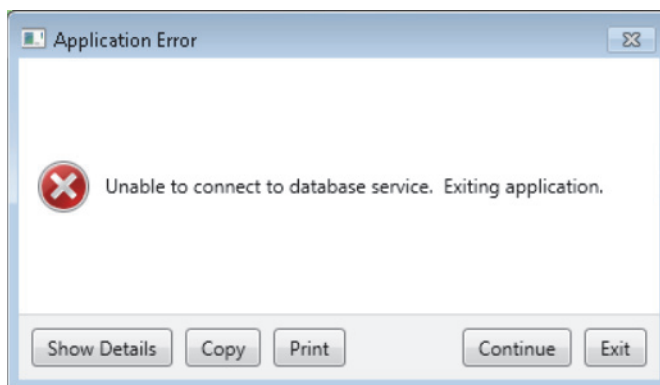 Application Error
Unable to connect to database service.  Exiting application.
Show Details Copy Print Continue Exit